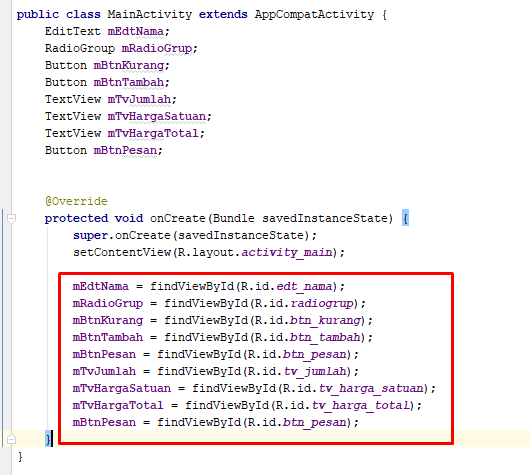 public class MainActivity extends AppCompatActivity {
EditText mEdtNama;
RadioGroup mRadioGrup;
Button mBtnKurang;
Button mBtnTambah;
TextView mTvJumlah;
TextView mTvHargaSatuan;
TextView mTvHargaTotal;
Button mBtnPesan;
@Override
protected void onCreate(Bundle savedInstanceState) {
super.onCreate(savedInstanceState);
setContentView(R.layout.activity_main);
mEdtNama = findViewById(R.id.edt_nama);
mRadioGrup = findViewById(R.id.radiogrup);
mBtnKurang = findViewById(R.id.btn_kurang);
mBtnTambah = findViewById(R.id.btn_tambah);
mBtnPesan = findViewById(R.id.btn_pesan);
mTvJumlah = findViewById(R.id.tv_jumlah);
mTvHargaSatuan = findViewById(R.id.tv_harga_satuan);
mTvHargaTotal = findViewById(R.id.tv_harga_total);
mBtnPesan = findViewById(R.id.btn_pesan);
}
}